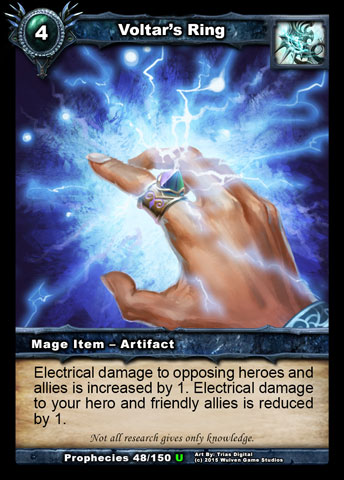 4
Voltar's Ring
Mage Item – Artifact
Electrical damage to opposing heroes and
allies is increased by 1. Electrical damage
to your hero and friendly allies is reduced
by 1.
Not all research gives only knowledge.
Prophecies 48/150 U
Art By: Trias Digital
(c) 2015 Wulven Game Studios